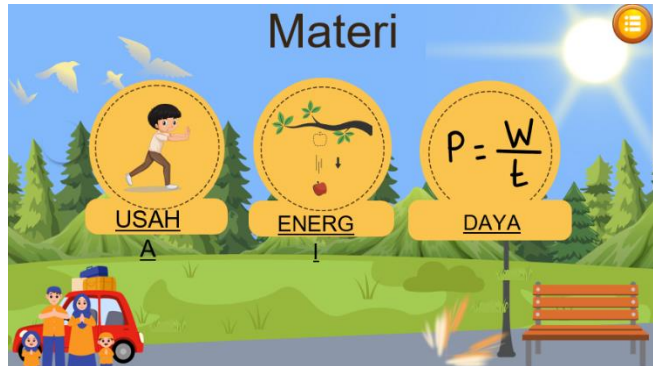 Materi
USAH
A
ENERG
I
P = W
t
DAYA